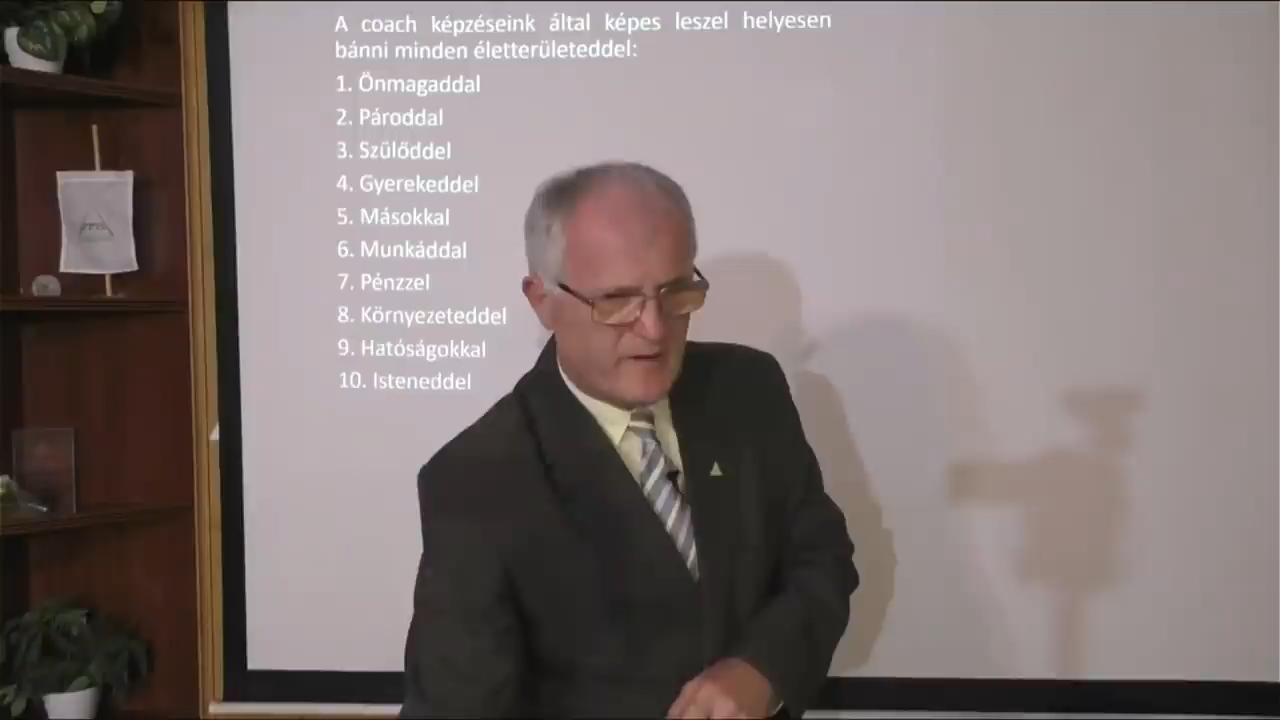 A coach képzéseink által képes leszel helyesen
bánni minden életterületeddel:
1. Önmagaddal
2. Pároddal
3. Szülőddel
4. Gyerekeddel
5. Másokkal
6. Munkáddal
7. Pénzzel
8. Környezeteddel
9. Hatóságokkal
10. Isteneddel